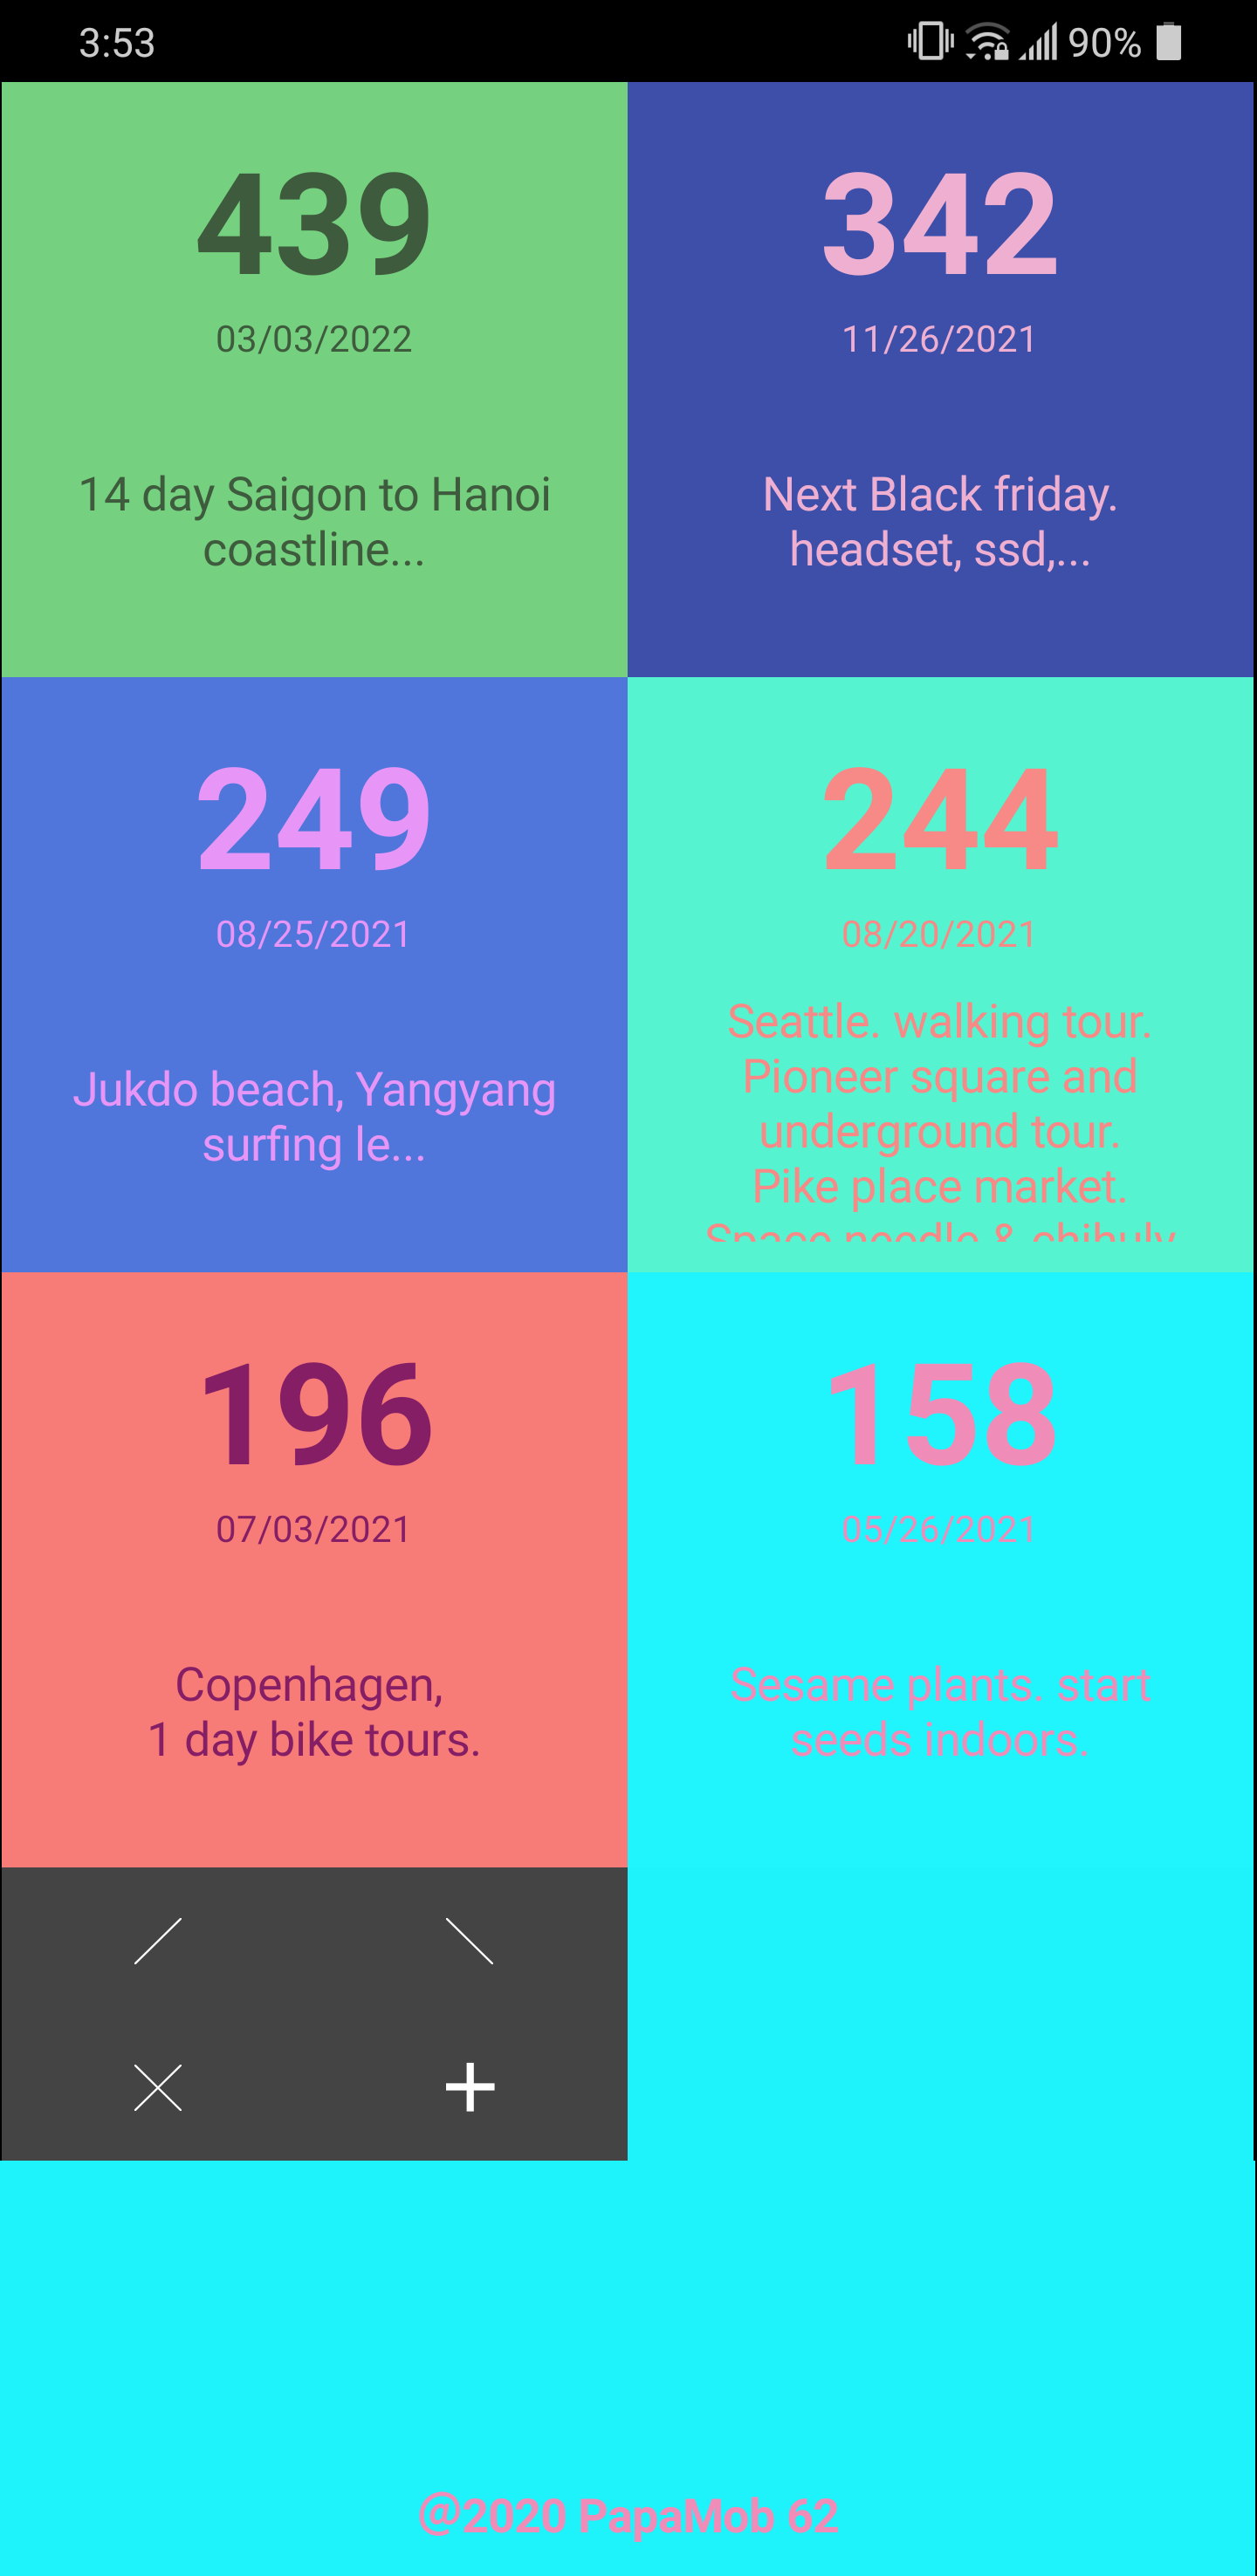 3:53
90%
439
03/03/2022
14 day Saigon to Hanoi
coastline...
342
11/26/2021
Next Black friday.
headset, ssd,...
249
08/25/2021
Jukdo beach, Yangyang
surfing le...
244
08/20/2021
Seattle. walking tour.
Pioneer square and
underground tour.
Pike place market.
Space needle & chihuly
196
07/03/2021
Copenhagen,
1 day bike tours.
158
05/26/2021
Sesame plants. start
seeds indoors.
@2020 PapaMob 62